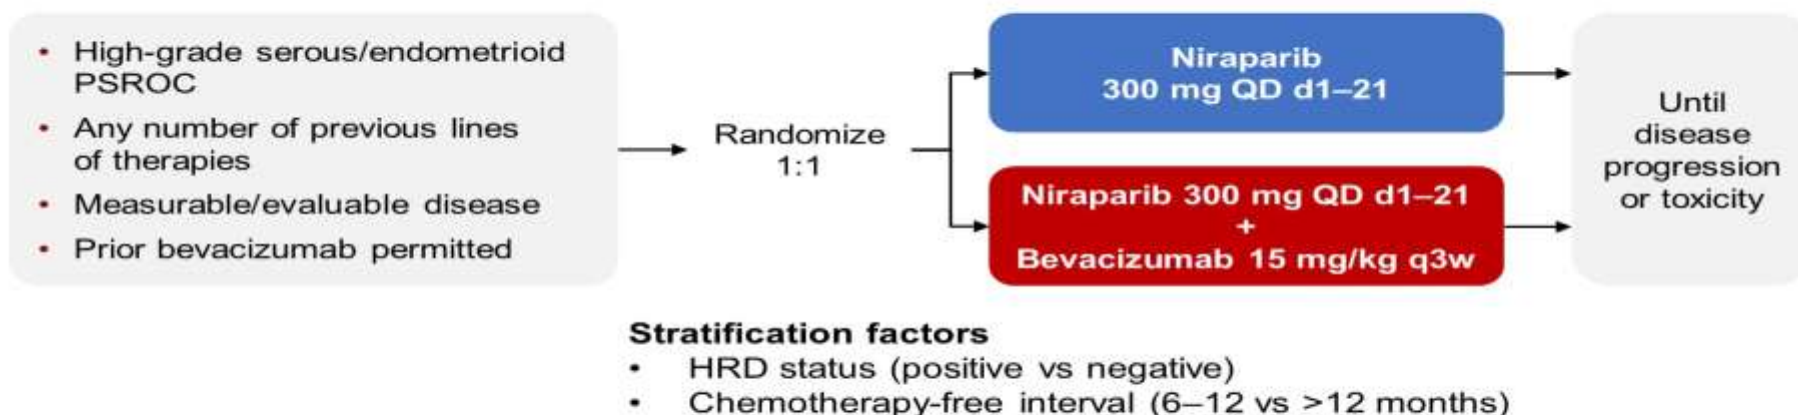 • High-grade serous/endometrioid
PSROC
• Any number of previous lines
of therapies
• Measurable/evaluable disease
• Prior bevacizumab permitted
Randomize
1:1
Niraparib
300 mg QD d1–21
Niraparib 300 mg QD d1–21
+
Bevacizumab 15 mg/kg q3w
Until
disease
progression
or toxicity
Stratification factors
• HRD status (positive vs negative)
• Chemotherapy-free interval (6–12 vs >12 months)